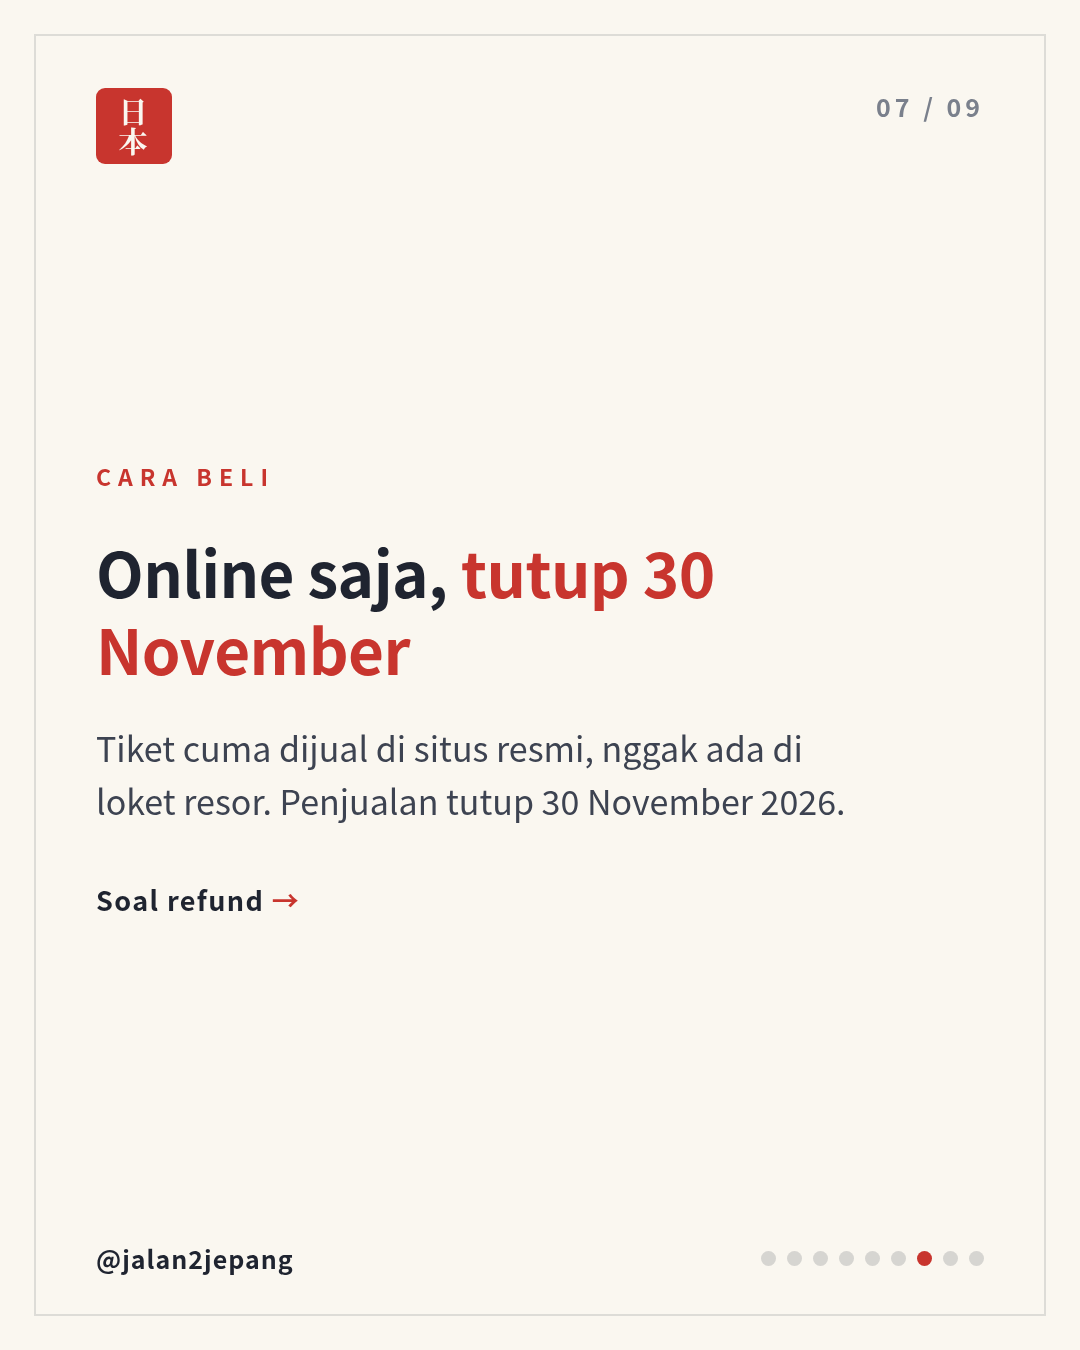 日
本
07 / 09
CARA BELI
Online saja, tutup 30
November
Tiket cuma dijual di situs resmi, nggak ada di
loket resor. Penjualan tutup 30 November 2026.
Soal refund →
@jalan2jepang